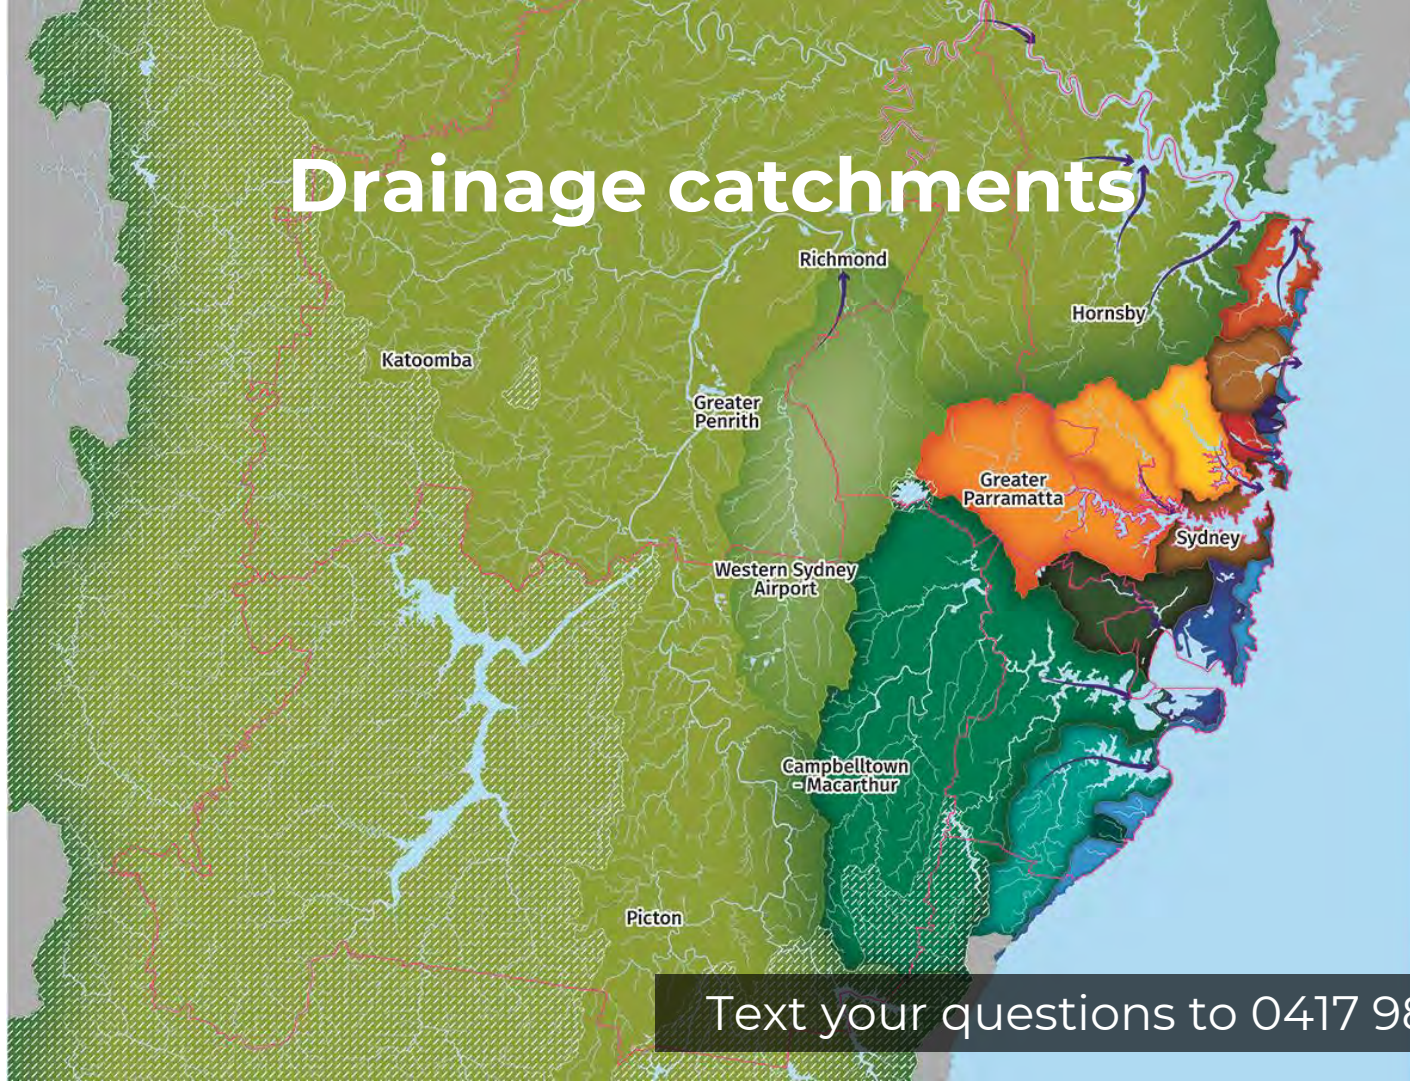 Drainage catchments
Richmond
Hornsby
Katoomba
Greater
Penrith
Greater
Parramatta
Sydney
Western Sydney
Airport
Campbelltown
- Macarthur
Picton
Text your questions to 0417 98